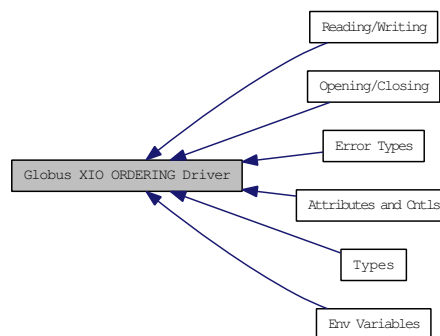 Reading/Writing
Opening/Closing
Error Types
Globus XIO ORDERING Driver
Attributes and Cntls
Types
Env Variables